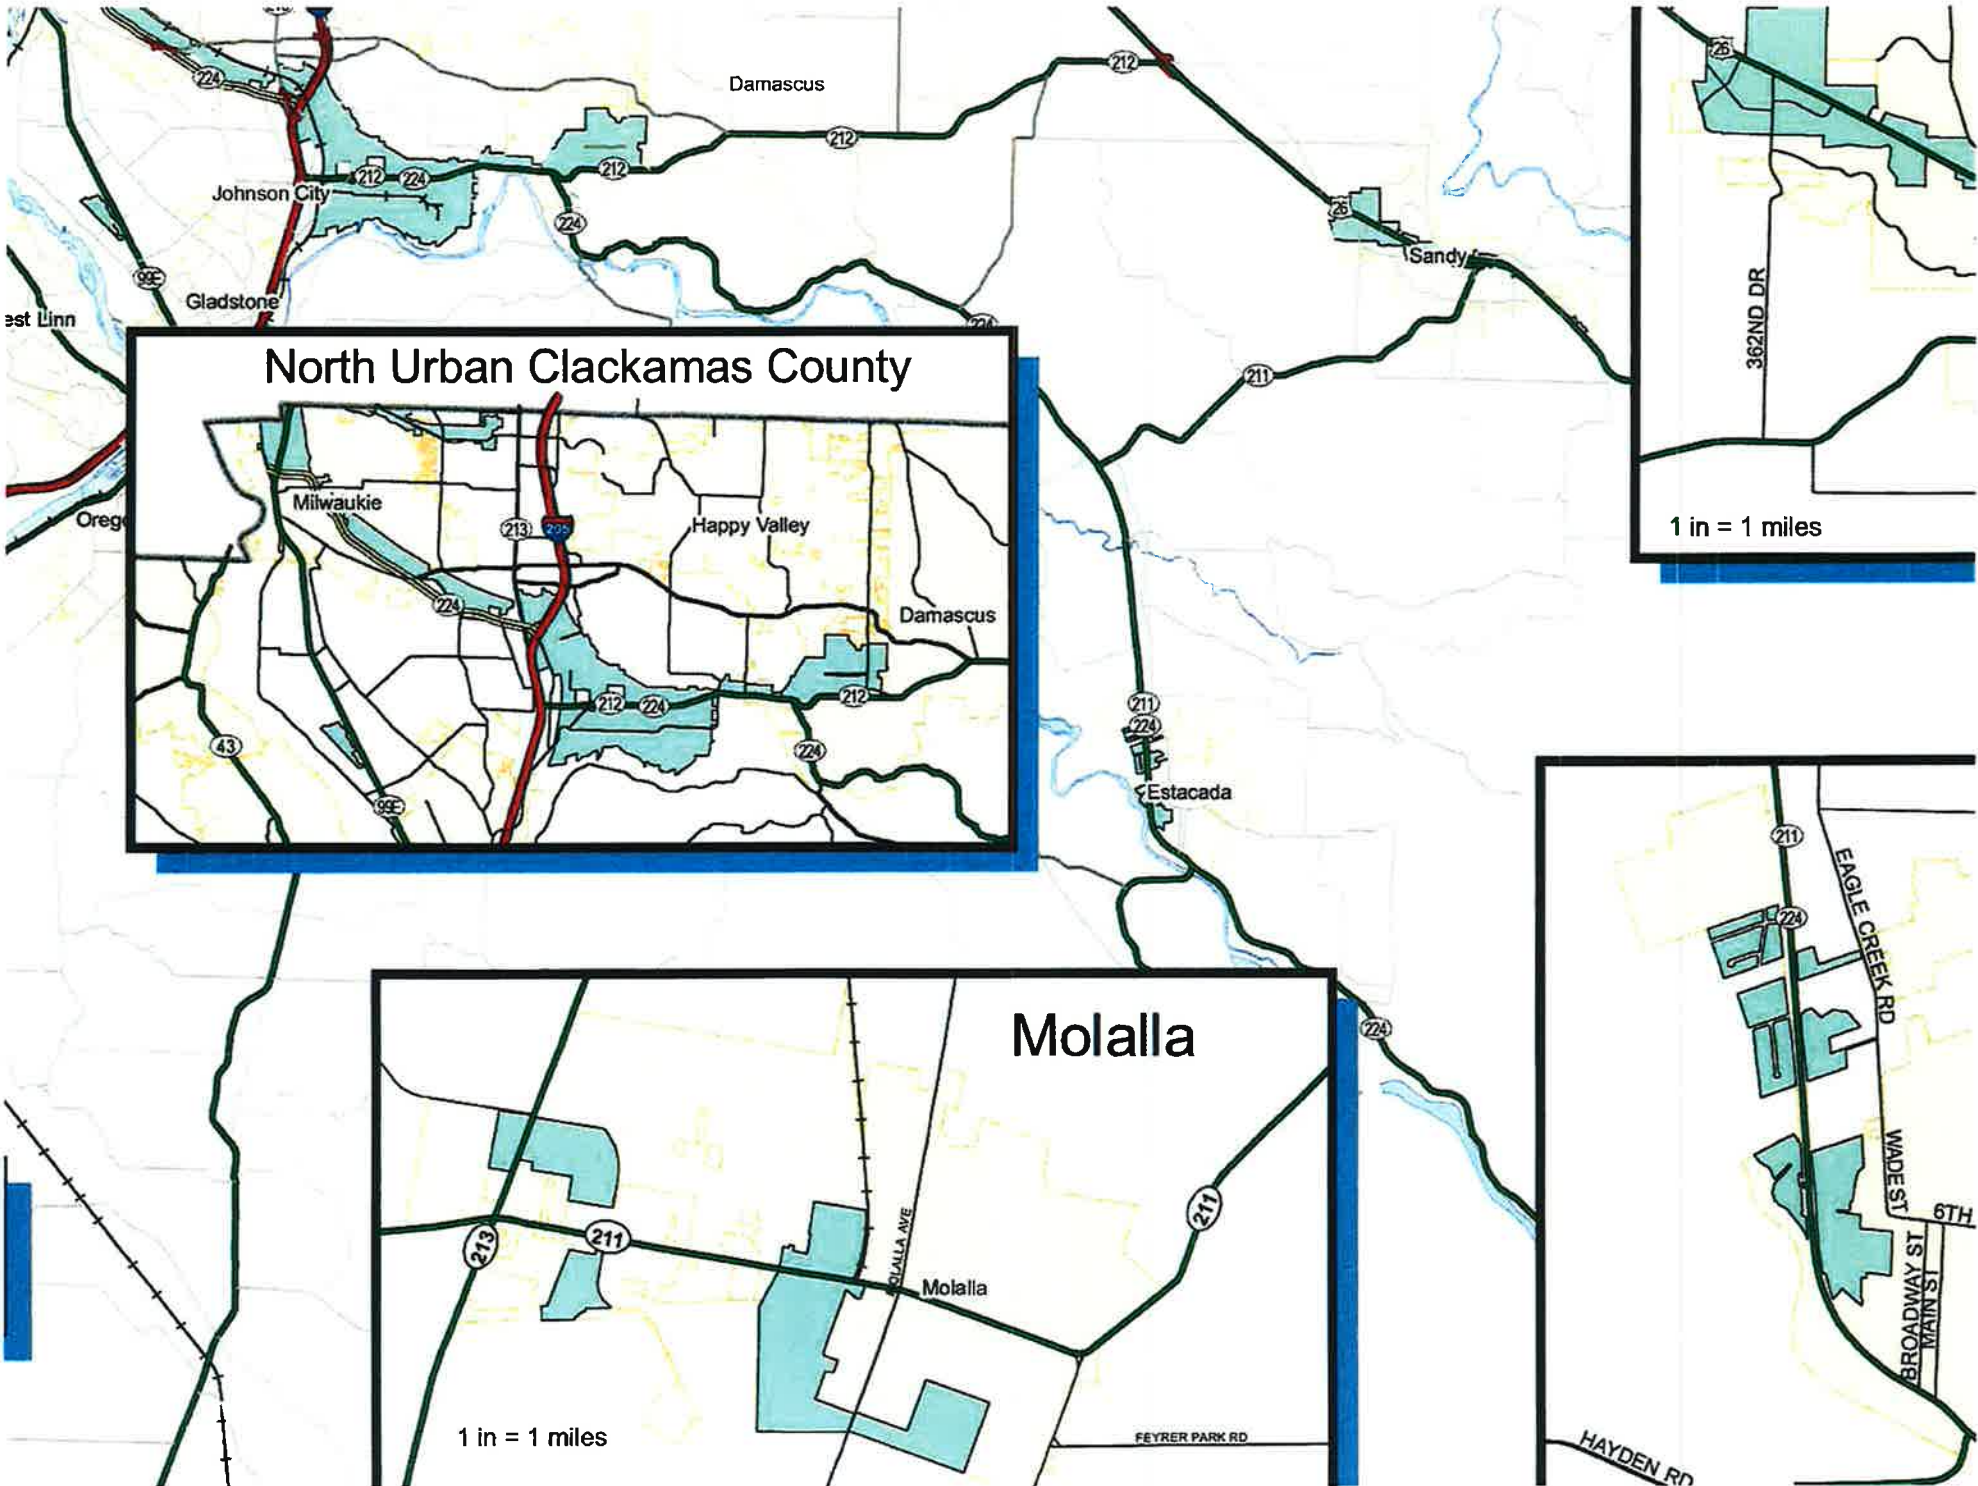 224
Damascus
212
212
26
212
224
212
Johnson City
224
26
Sandy
99E
Gladstone
est Linn
224
362ND DR
North Urban Clackamas County
211
Milwaukie
213
205
Happy Valley
Orego
1 in = 1 miles
224
Damascus
212
224
212
43
224
99E
211
224
Estacada
211
EAGLE CREEK RD
224
Molalla
224
WADE ST
6TH
BROADWAY ST
MAIN ST
HAYDEN RD
213
211
MOLALLA AVE
211
Molalla
1 in = 1 miles
FEYRER PARK RD